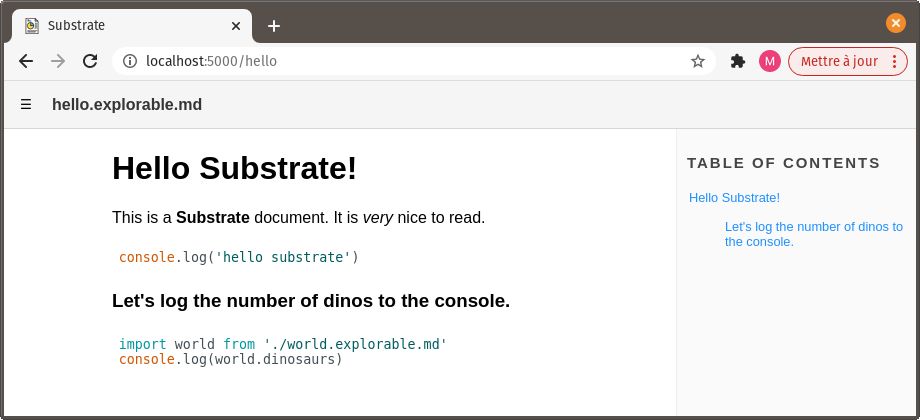 Substrate
localhost:5000/hello
M
Mettre à jour
hello.explorable.md
Hello Substrate!
This is a Substrate document. It is very nice to read.
console.log('hello substrate')
Let's log the number of dinos to the console.
import world from './world.explorable.md'
console.log(world.dinosaurs)
TABLE OF CONTENTS
Hello Substrate!
Let's log the number of dinos to
the console.